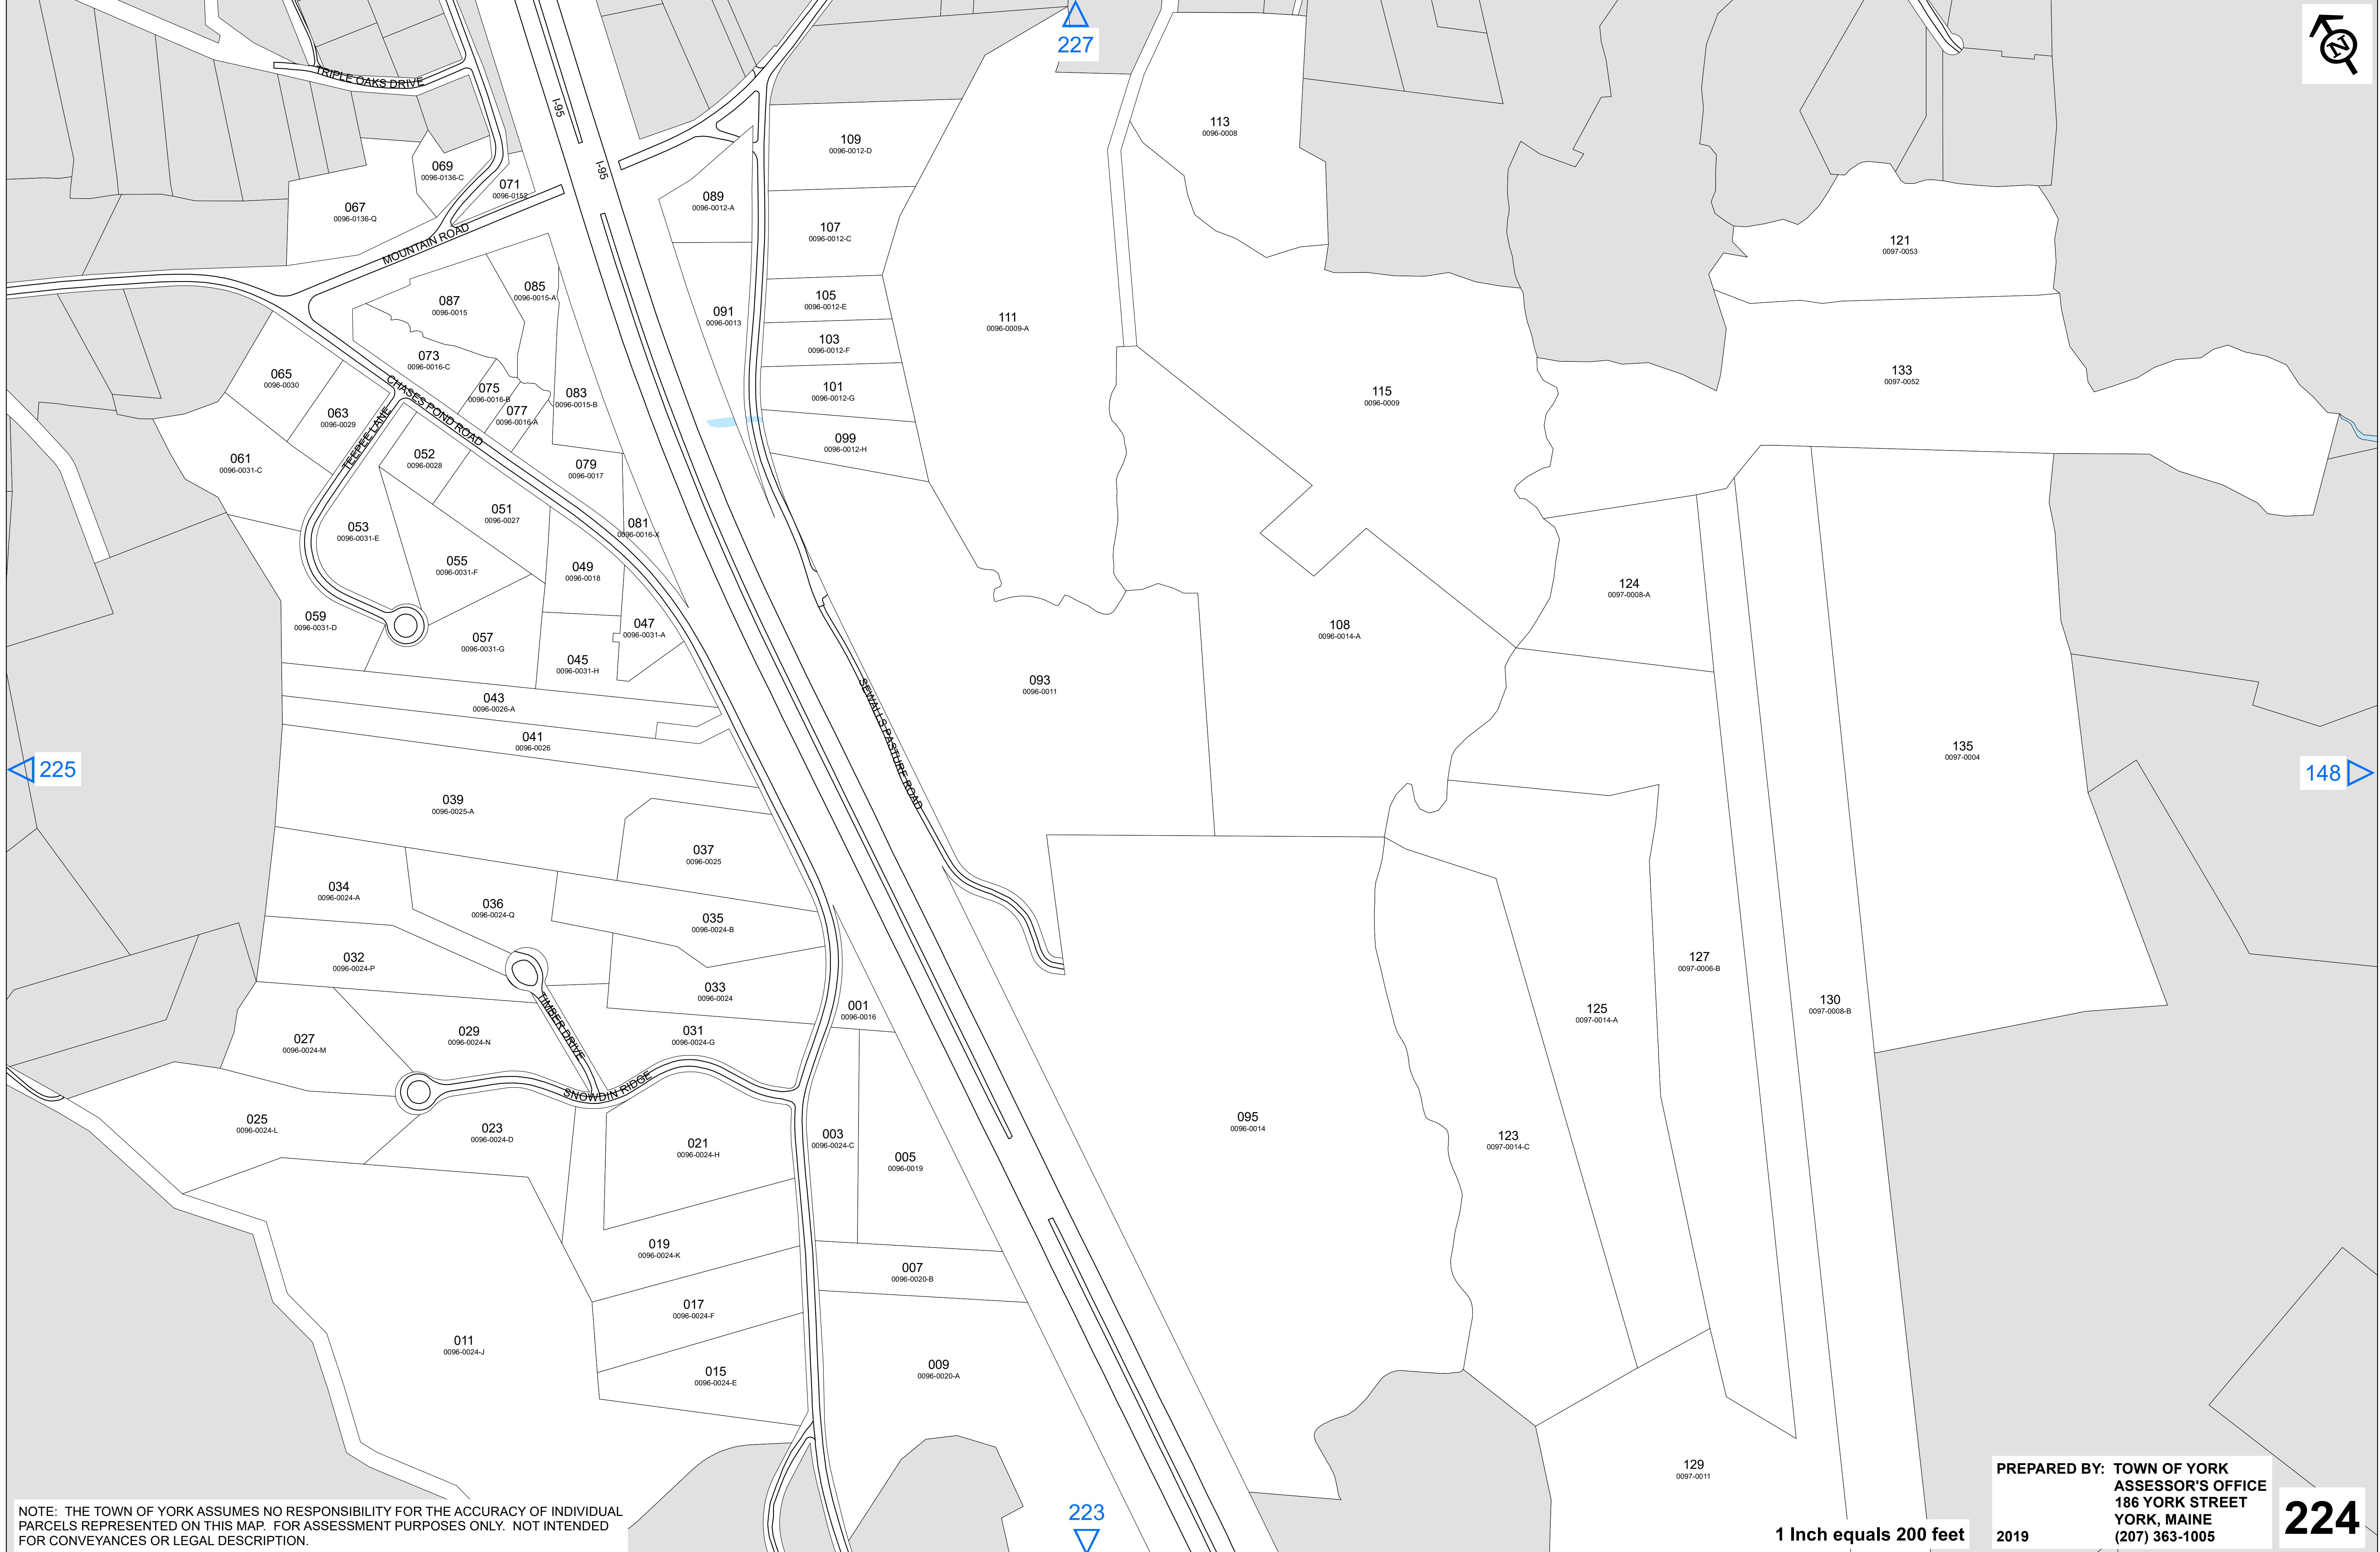 227
N
TRIPLE OAKS DRIVE
I-95
I-95
113
0096-0008
109
0096-0012-D
069
0096-0136-C
071
0096-0152
089
0096-0012-A
067
0096-0136-Q
MOUNTAIN ROAD
107
0096-0012-C
121
0097-0053
085
0096-0015-A
087
0096-0015
105
0096-0012-E
091
0096-0013
111
0096-0009-A
103
0096-0012-F
073
0096-0016-C
065
0096-0030
133
0097-0052
CHASES POND ROAD
075
0096-0016-B
083
0096-0015-B
101
0096-0012-G
115
0096-0009
063
0096-0029
077
0096-0016-A
TEEPEE LANE
099
0096-0012-H
061
0096-0031-C
052
0096-0028
079
0096-0017
051
0096-0027
053
0096-0031-E
081
0096-0016-X
055
0096-0031-F
049
0096-0018
124
0097-0008-A
059
0096-0031-D
057
0096-0031-G
047
0096-0031-A
108
0096-0014-A
045
0096-0031-H
093
0096-0011
043
0096-0026-A
SEWALLS PASTURE ROAD
041
0096-0026
135
0097-0004
225
148
039
0096-0025-A
037
0096-0025
034
0096-0024-A
036
0096-0024-Q
035
0096-0024-B
032
0096-0024-P
127
0097-0006-B
033
0096-0024
001
0096-0016
130
0097-0008-B
125
0097-0014-A
TIMBER DRIVE
027
0096-0024-M
029
0096-0024-N
031
0096-0024-G
SNOWDIN RIDGE
025
0096-0024-L
023
0096-0024-D
021
0096-0024-H
003
0096-0024-C
005
0096-0019
095
0096-0014
123
0097-0014-C
019
0096-0024-K
007
0096-0020-B
017
0096-0024-F
011
0096-0024-J
015
0096-0024-E
009
0096-0020-A
129
0097-0011
223
NOTE: THE TOWN OF YORK ASSUMES NO RESPONSIBILITY FOR THE ACCURACY OF INDIVIDUAL
PARCELS REPRESENTED ON THIS MAP. FOR ASSESSMENT PURPOSES ONLY. NOT INTENDED
FOR CONVEYANCES OR LEGAL DESCRIPTION.
1 Inch equals 200 feet
PREPARED BY: TOWN OF YORK
ASSESSOR'S OFFICE
186 YORK STREET
YORK, MAINE
2019 (207) 363-1005
224